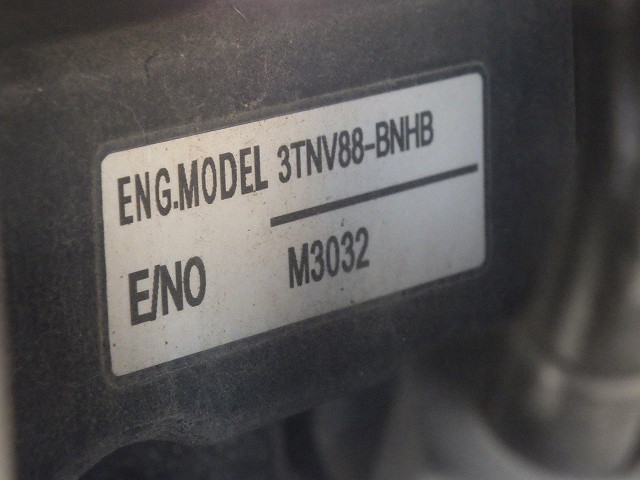 ENG.MODEL 3TNV88-BNHB
E/NO M3032